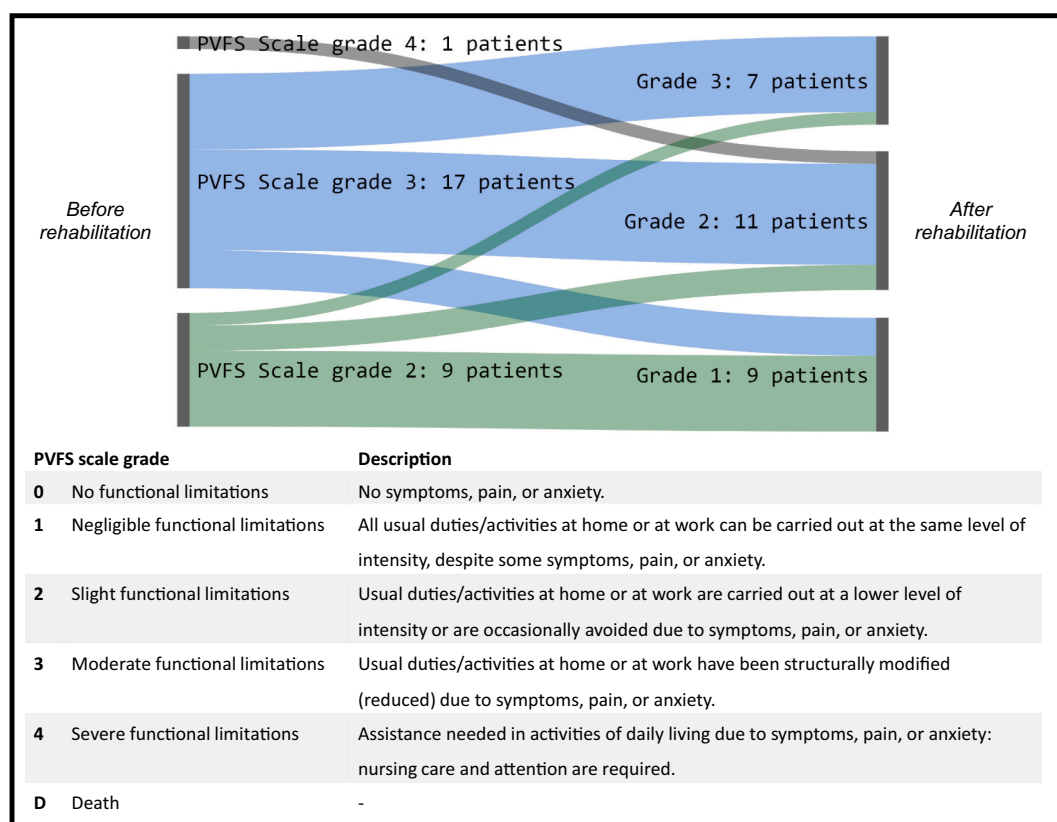 PVFS Scale grade 4: 1 patients
Grade 3: 7 patients
PVFS Scale grade 3: 17 patients
Before
rehabilitation
Grade 2: 11 patients
After
rehabilitation
PVFS Scale grade 2: 9 patients
Grade 1: 9 patients
PVFS scale grade Description
0 No functional limitations No symptoms, pain, or anxiety.
1 Negligible functional limitations All usual duties/activities at home or at work can be carried out at the same level of
intensity, despite some symptoms, pain, or anxiety.
2 Slight functional limitations Usual duties/activities at home or at work are carried out at a lower level of
intensity or are occasionally avoided due to symptoms, pain, or anxiety.
3 Moderate functional limitations Usual duties/activities at home or at work have been structurally modified
(reduced) due to symptoms, pain, or anxiety.
4 Severe functional limitations Assistance needed in activities of daily living due to symptoms, pain, or anxiety:
nursing care and attention are required.
D Death -